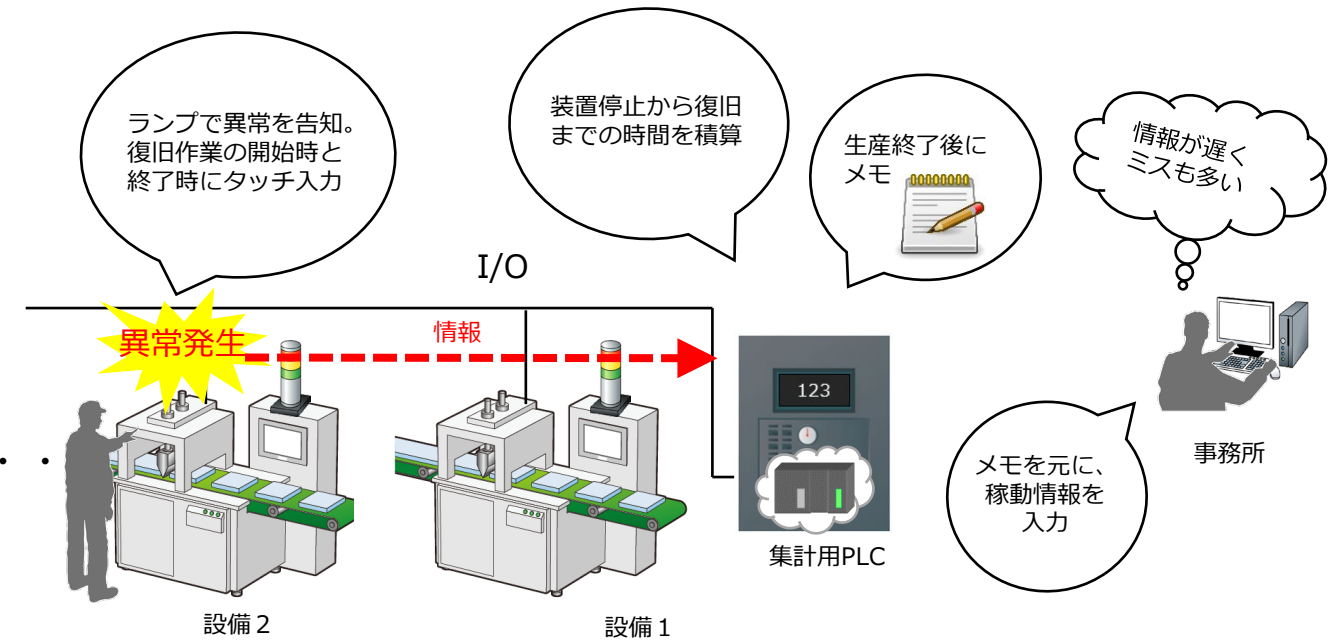 ランプで異常を告知。
復旧作業の開始時と
終了時にタッチ入力
装置停止から復旧
までの時間を積算
生産終了後に
メモ
情報が遅く
ミスも多い
I/O
異常発生
情報
123
・・
設備２
設備１
集計用PLC
メモを元に、
稼動情報を
入力
事務所